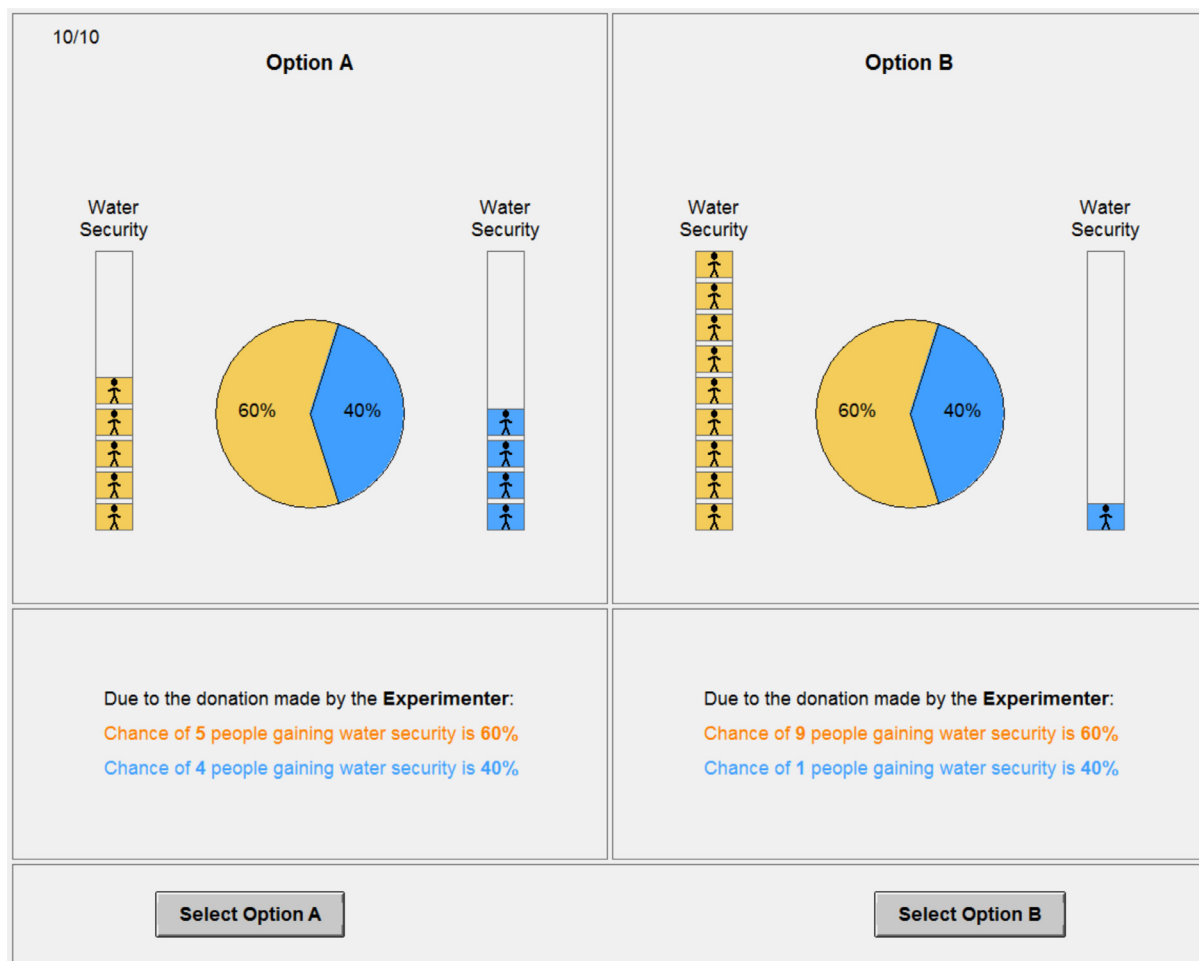 10/10
Option A
Water
Security
60%
40%
Water
Security
Option B
Water
Security
60%
40%
Water
Security
Due to the donation made by the Experimenter:
Chance of 5 people gaining water security is 60%
Chance of 4 people gaining water security is 40%
Due to the donation made by the Experimenter:
Chance of 9 people gaining water security is 60%
Chance of 1 people gaining water security is 40%
Select Option A
Select Option B